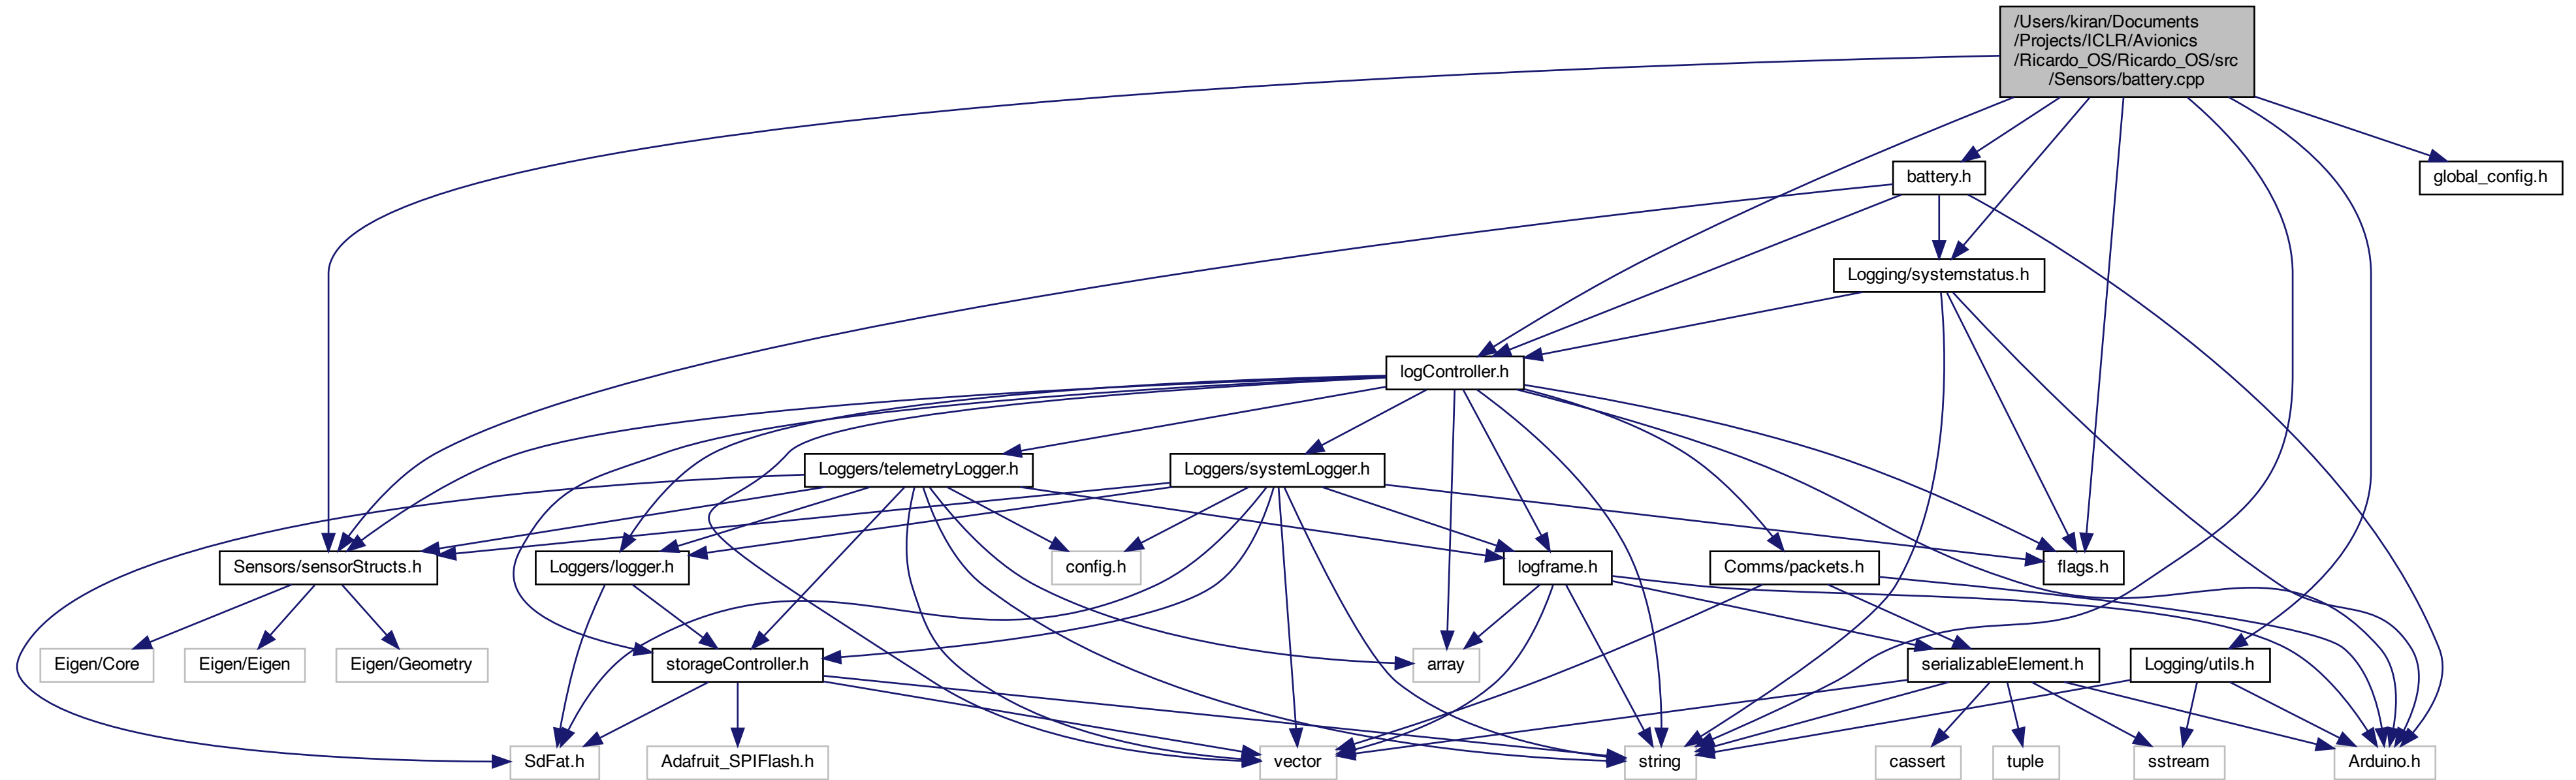 /Users/kiran/Documents
/Projects/ICLR/Avionics
/Ricardo_OS/Ricardo_OS/src
/Sensors/battery.cpp
battery.h
global_config.h
Logging/systemstatus.h
logController.h
Loggers/telemetryLogger.h
Loggers/systemLogger.h
Sensors/sensorStructs.h
Loggers/logger.h
config.h
logframe.h
Comms/packets.h
flags.h
Eigen/Core
Eigen/Eigen
Eigen/Geometry
storageController.h
array
serializableElement.h
Logging/utils.h
SdFat.h
Adafruit_SPIFlash.h
vector
string
cassert
tuple
sstream
Arduino.h